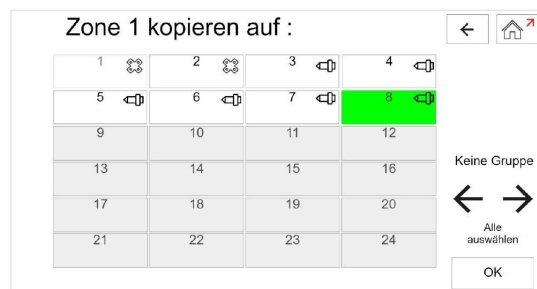 Zone 1 kopieren auf :
1 2 3 4
5 6 7 8
9 10 11 12
13 14 15 16
17 18 19 20
21 22 23 24
Keine Gruppe
Alle
auswählen
OK